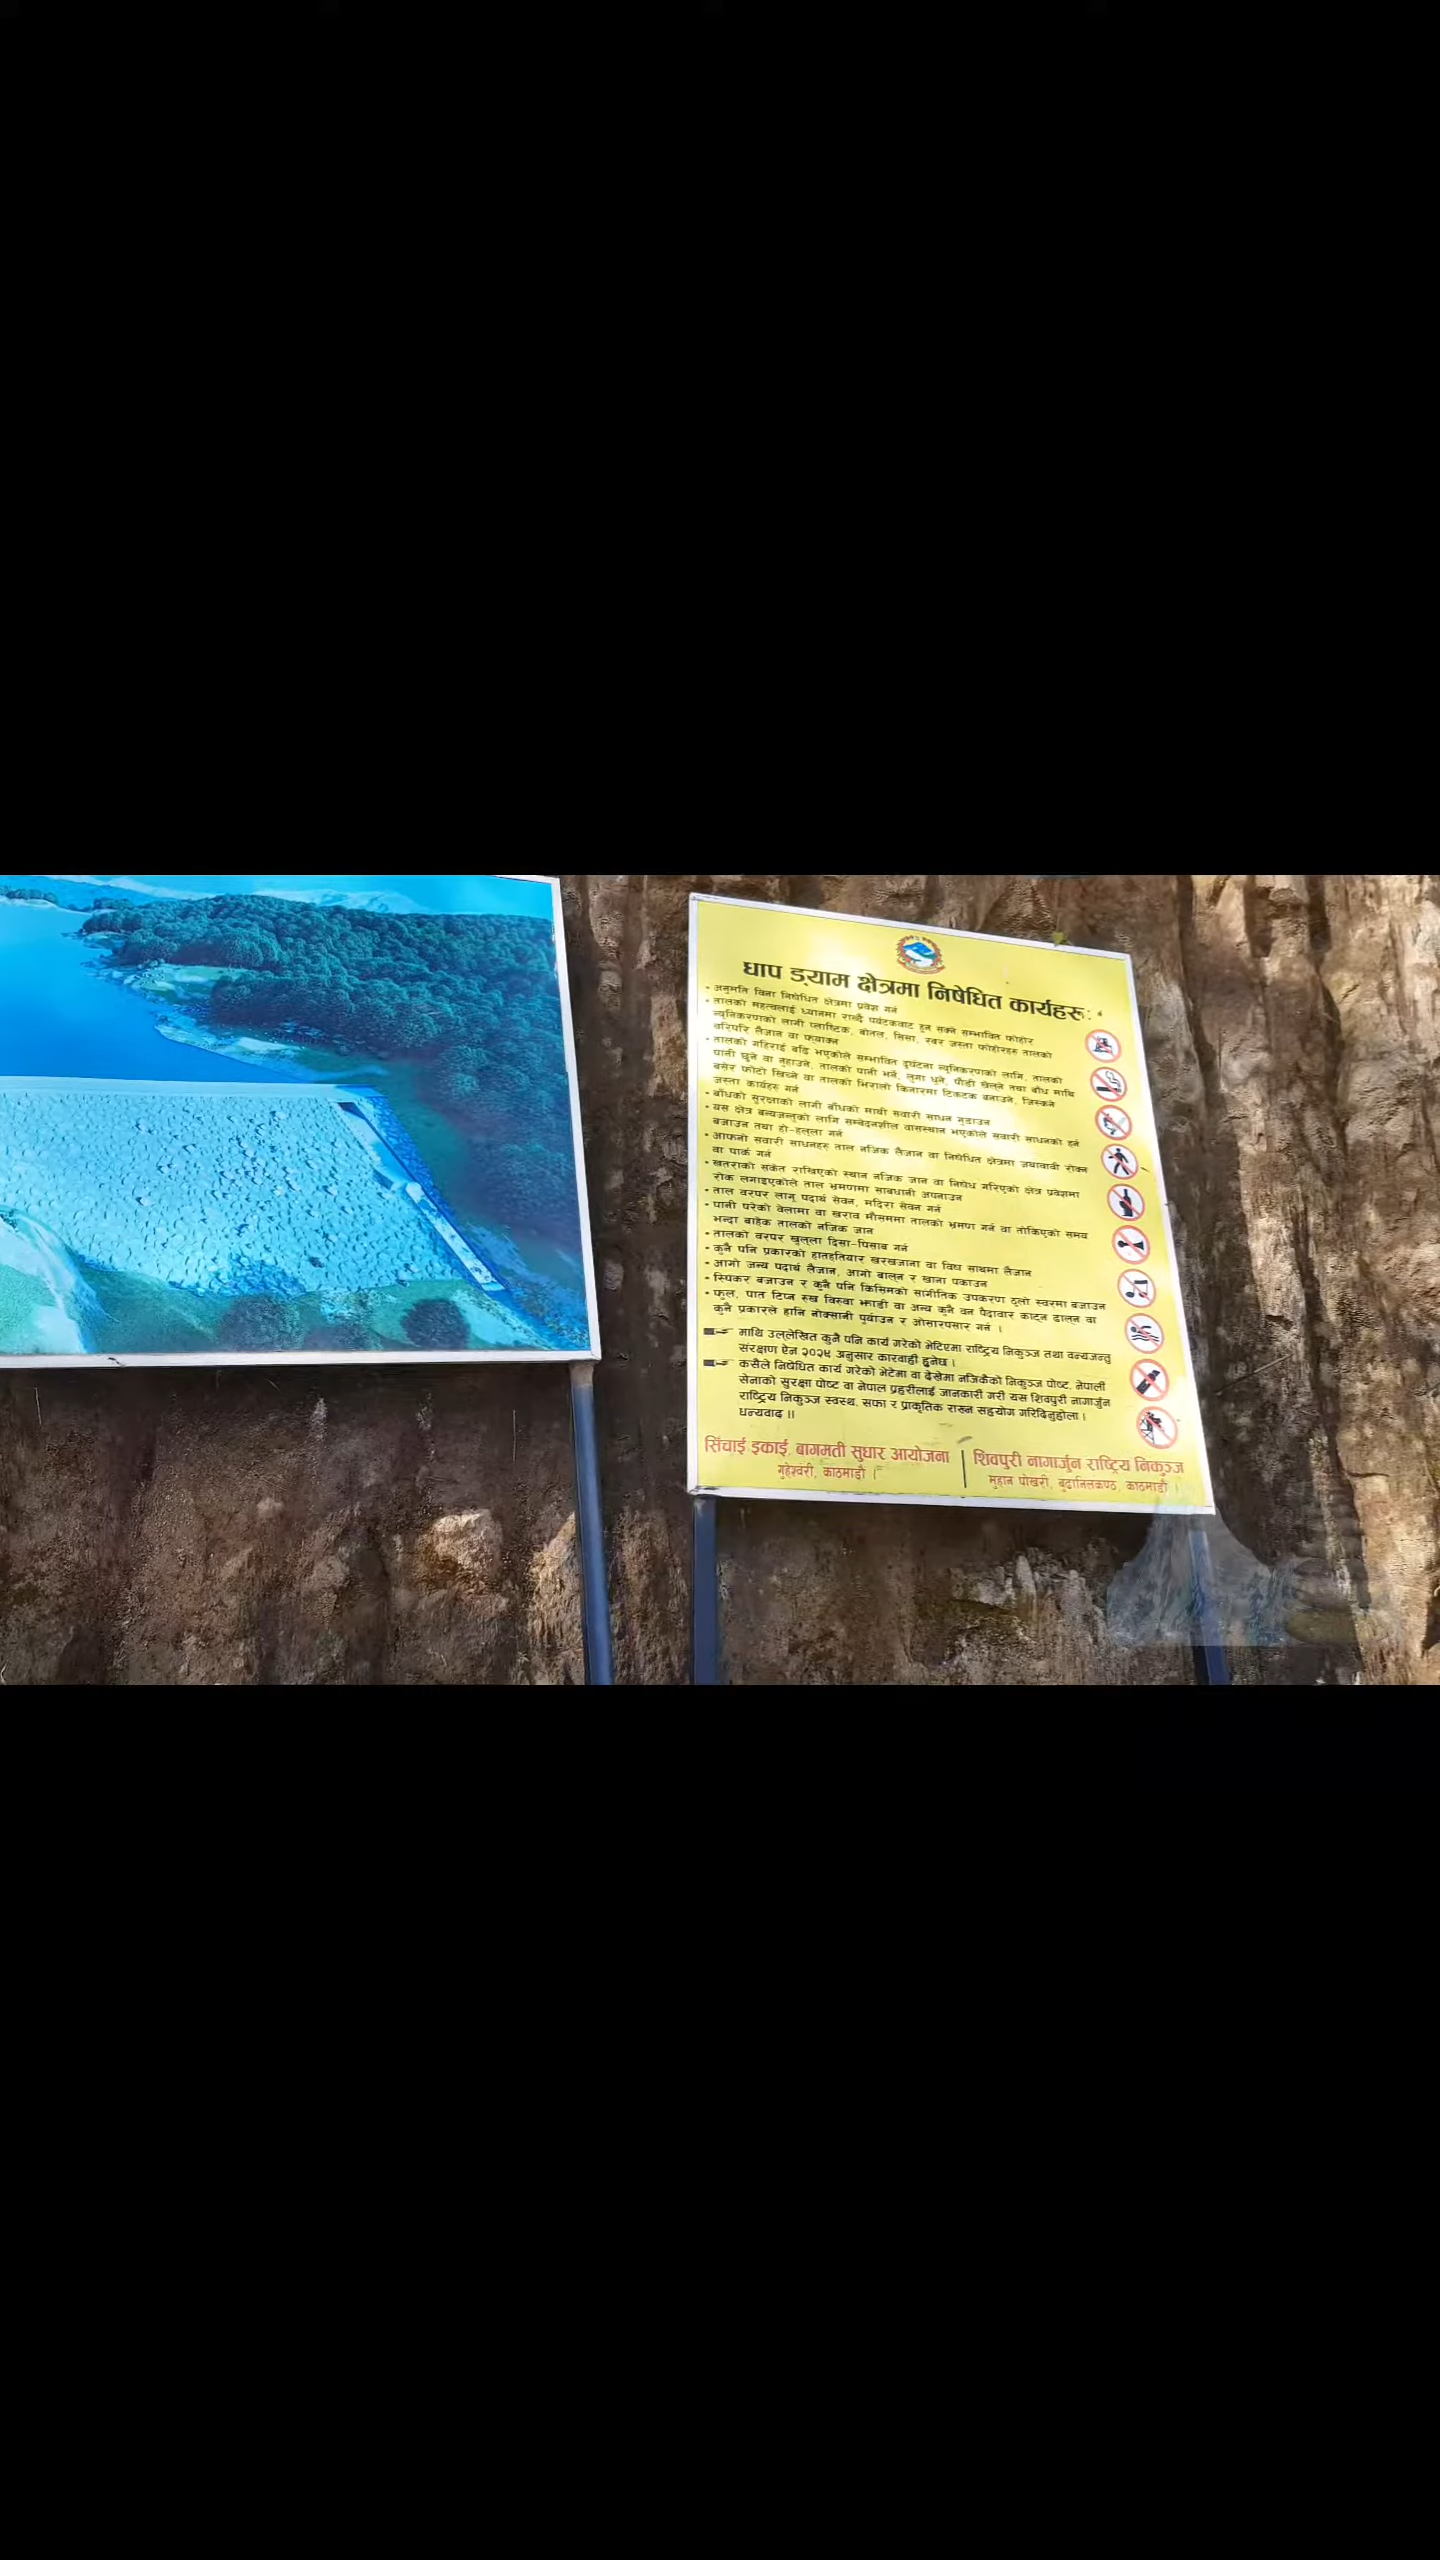 धाप ड्याम क्षेत्रमा निषेधित कार्यहरू:
• अनुमति विना निषेधित क्षेत्रमा प्रवेश गर्न
• तालको महत्वलाई ध्यानमा राख्दै पर्यटकबाट हुन सक्ने सम्भावित फोहोर
न्यूनिकरणको लागी प्लाष्टिक, बोतल, सिसा, रबर जस्ता फोहोरहरु तालको
वरिपरि लैजान वा फ्याक्न
• तालको गहिराई बढि भएकोले सम्भावित दुर्घटना न्यूनिकरणको लागि, तालको
पानी छुने वा नुहाउने, तालको पानी भर्ने, लुगा धुने, पौडी खेल्ने तथा बाँध माथि
बसेर फोटो खिच्ने वा तालको भिरालो किनारमा टिकटक बनाउने, जिस्कने
जस्ता कार्यहरु गर्न
• बाँधको सुरक्षाको लागी बाँधको माथी सवारी साधन गुडाउन
• यस क्षेत्र बन्यजन्तुको लागि सम्बेदनशील वासस्थान भएकोले सवारी साधनको हर्न
बजाउन तथा हो-हल्ला गर्न
• आफ्नो सवारी साधनहरु ताल नजिक लैजान वा निषेधित क्षेत्रमा जथाभावी रोक्न
वा पार्क गर्न
• खतराको संकेत राखिएको स्थान नजिक जान वा निषेध गरिएको क्षेत्र प्रवेशमा
रोक लगाइएकोले ताल भ्रमणमा सावधानी अपनाउन
• ताल वरपर लागू पदार्थ सेवन, मदिरा सेवन गर्न
• पानी परेको वेलामा वा खराव मौसममा तालको भ्रमण गर्न वा तोकिएको समय
भन्दा बाहेक तालको नजिक जान
• तालको वरपर खुल्ला दिसा-पिसाब गर्न
• कुनै पनि प्रकारको हातहतियार खरखजाना वा विष साथमा लैजान
• आगो जन्य पदार्थ लैजान, आगो बाल्न र खाना पकाउन
• स्पिकर बजाउन र कुनै पनि किसिमको सांगीतिक उपकरण ठूलो स्वरमा बजाउन
• फुल, पात टिप्न रुख विरुवा झाडी वा अन्य कुनै वन पैदावार काट्न ढाल्न वा
कुनै प्रकारले हानि नोक्सानी पुर्याउन र ओसारपसार गर्न ।
माथि उल्लेखित कुनै पनि कार्य गरेको भेटिएमा राष्ट्रिय निकुञ्ज तथा वन्यजन्तु
संरक्षण ऐन २०२९ अनुसार कारवाही हुनेछ ।
कसैले निषेधित कार्य गरेको भेटेमा वा देखेमा नजिकैको निकुञ्ज पोष्ट, नेपाली
सेनाको सुरक्षा पोष्ट वा नेपाल प्रहरीलाई जानकारी गरी यस शिवपुरी नागार्जुन
राष्ट्रिय निकुञ्ज स्वस्थ, सफा र प्राकृतिक राख्न सहयोग गरिदिनुहोला ।
धन्यवाद ॥
सिंचाई इकाई, बागमती सुधार आयोजना
गुहेश्वरी, काठमाडौं ।
शिवपुरी नागार्जुन राष्ट्रिय निकुञ्ज
मुहान पोखरी, बुढानिलकण्ठ, काठमाडौं ।